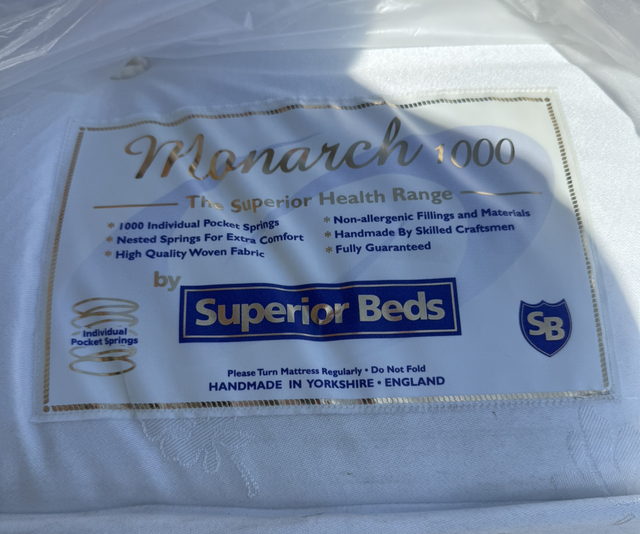 Monarch 1000
The Superior Health Range
* 1000 Individual Pocket Springs
* Nested Springs For Extra Comfort
* High Quality Woven Fabric
* Non-allergenic Fillings and Materials
* Handmade By Skilled Craftsmen
* Fully Guaranteed
by
Superior Beds
Individual
Pocket Springs
SB
Please Turn Mattress Regularly • Do Not Fold
HANDMADE IN YORKSHIRE • ENGLAND